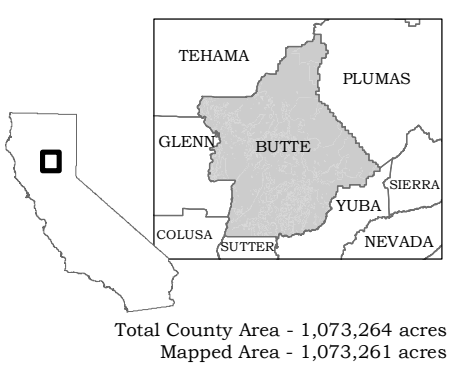 TEHAMA
PLUMAS
GLENN
BUTTE
SIERRA
YUBA
COLUSA
SUTTER
NEVADA
Total County Area - 1,073,264 acres
Mapped Area - 1,073,261 acres